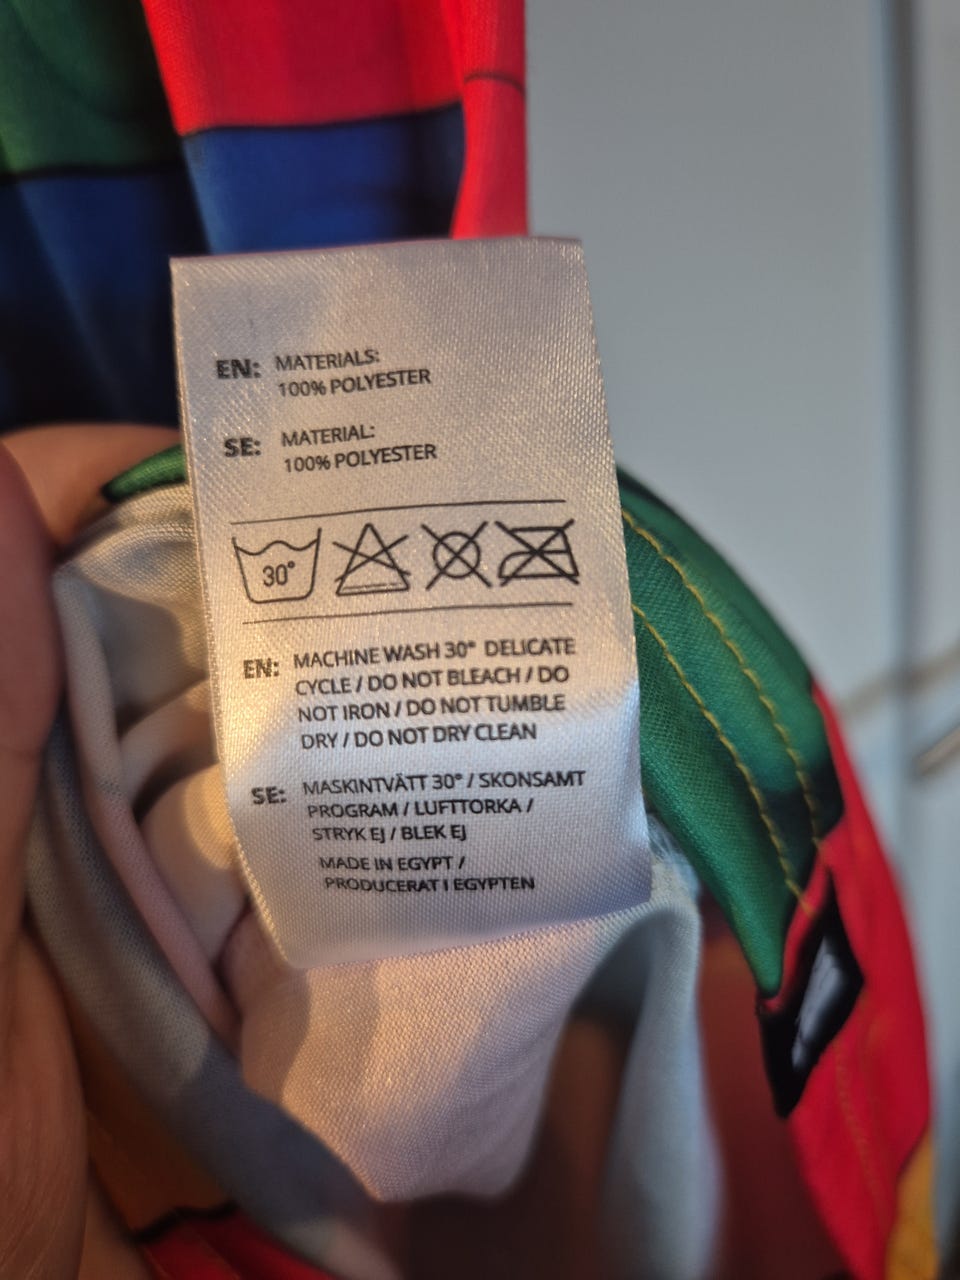 EN: MATERIALS:
100% POLYESTER
SE: MATERIAL:
100% POLYESTER
30°
EN: MACHINE WASH 30° DELICATE
CYCLE / DO NOT BLEACH / DO
NOT IRON / DO NOT TUMBLE
DRY / DO NOT DRY CLEAN
SE: MASKINTVÄTT 30° / SKONSAMT
PROGRAM / LUFTTORKA /
STRYK EJ / BLEK EJ
MADE IN EGYPT /
PRODUCERAT I EGYPTEN